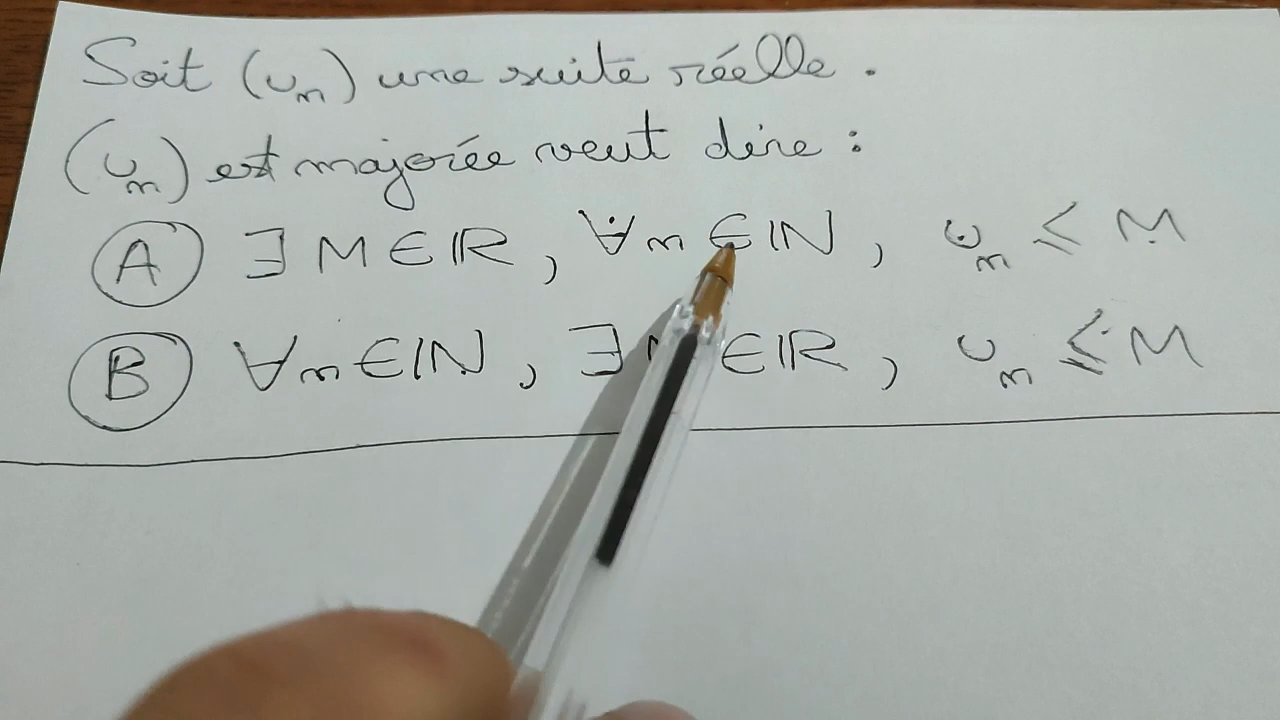 Soit (uₙ) une suite réelle.
(uₙ) est majorée veut dire :
Ⓐ ∃ M ∈ ℝ, ∀n ∈ ℕ, uₙ ⩽ M
Ⓑ ∀n ∈ ℕ, ∃ M ∈ ℝ, uₙ ⩽ M